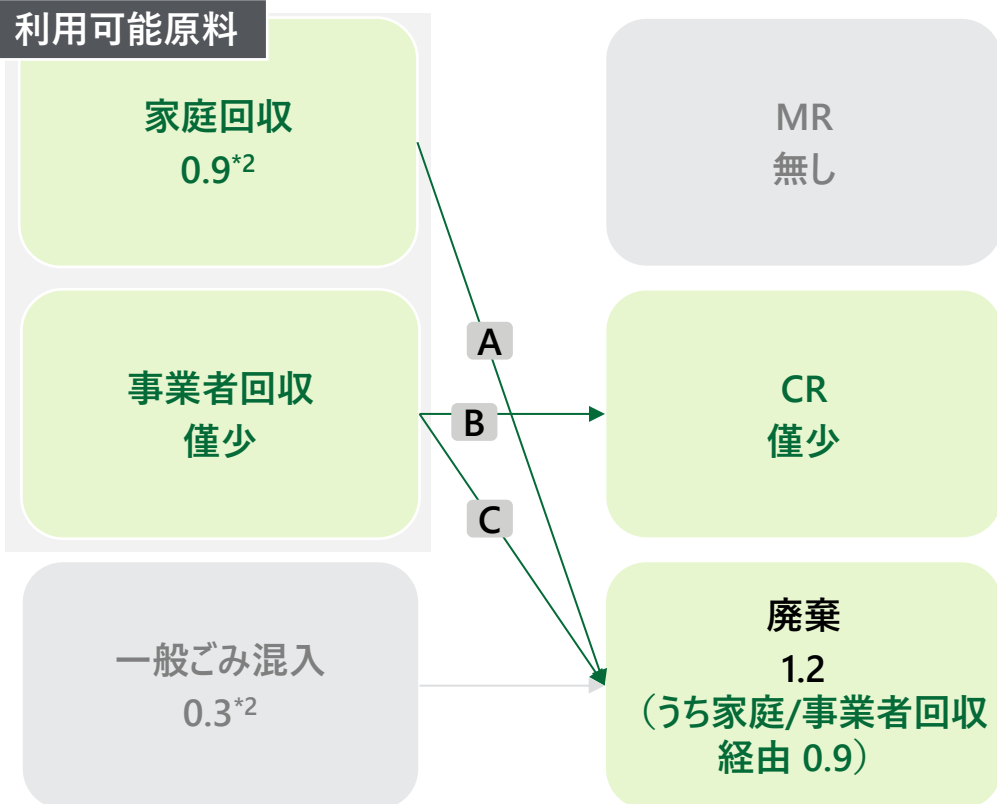 利用可能原料
家庭回収
0.9*2
MR
無し
A
事業者回収
僅少
B
CR
僅少
C
一般ごみ混入
0.3*2
廃棄
1.2
（うち家庭/事業者回収
経由 0.9）